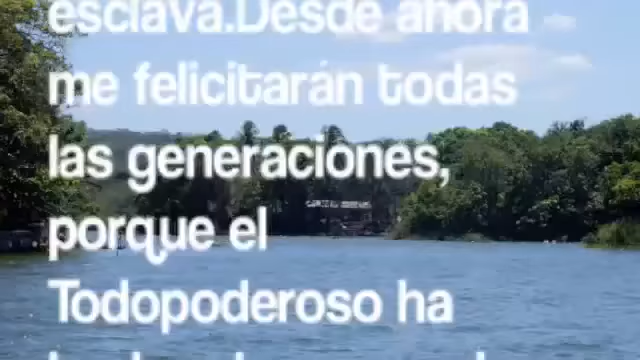 esclava.Desde ahora
me felicitarán todas
las generaciones,
porque el
Todopoderoso ha